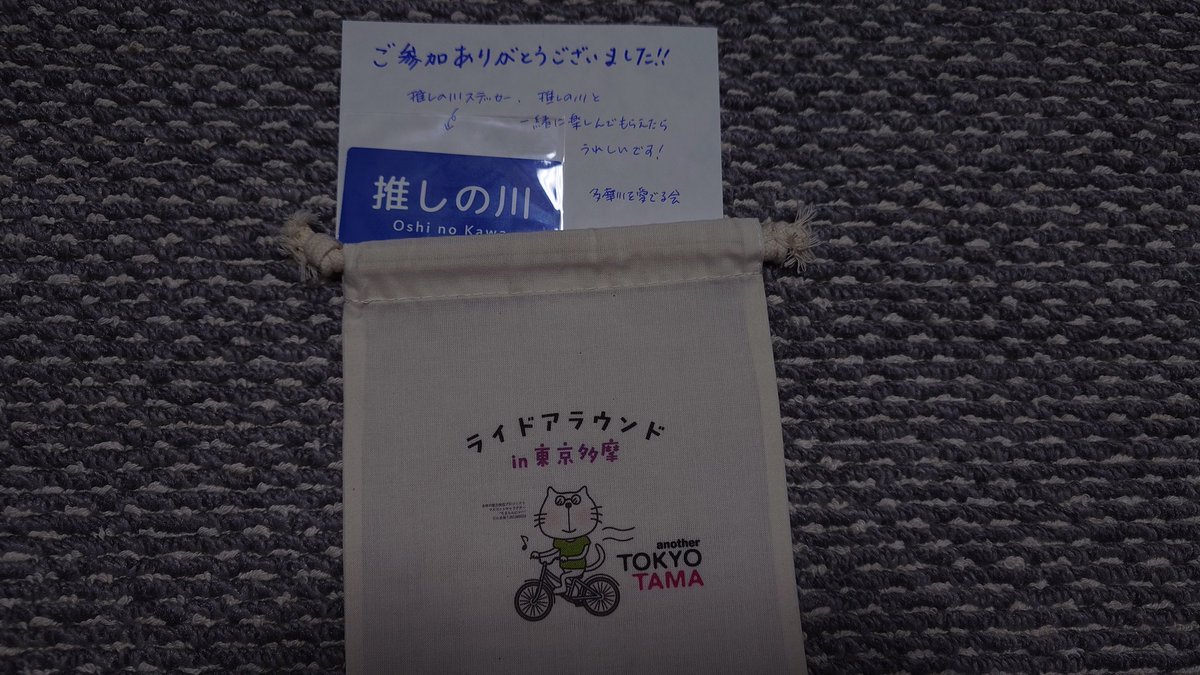 ご参加ありがとうございました!!
推しの川ステッカー、推しの川と
一緒に楽しんでもらえたら
うれしいです!
多摩川を愛でる会
推しの川
Oshi no Kawa
ライドアラウンド
in 東京多摩
another
TOKYO
TAMA